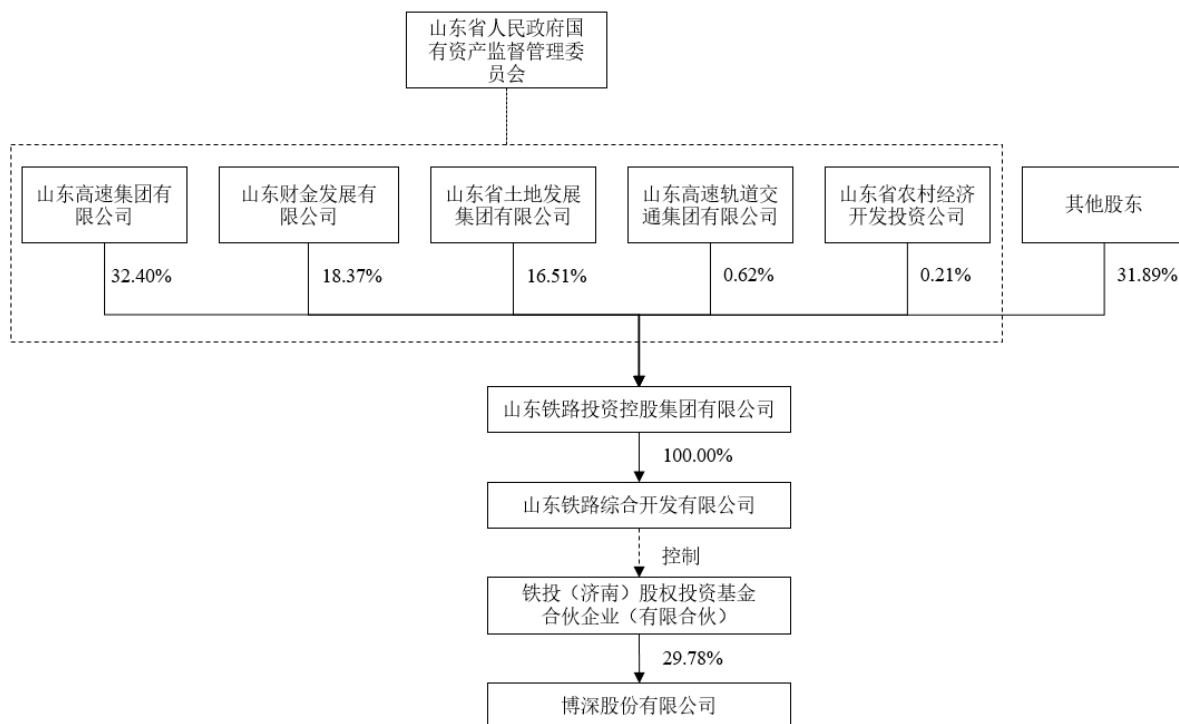 山东省人民政府国
有资产监督管理委
员会
山东高速集团有
限公司
山东财金发展有
限公司
山东省土地发展
集团有限公司
山东高速轨道交
通集团有限公司
山东省农村经济
开发投资公司
其他股东
32.40%
18.37%
16.51%
0.62%
0.21%
31.89%
山东铁路投资控股集团有限公司
100.00%
山东铁路综合开发有限公司
控制
铁投（济南）股权投资基金
合伙企业（有限合伙）
29.78%
博深股份有限公司